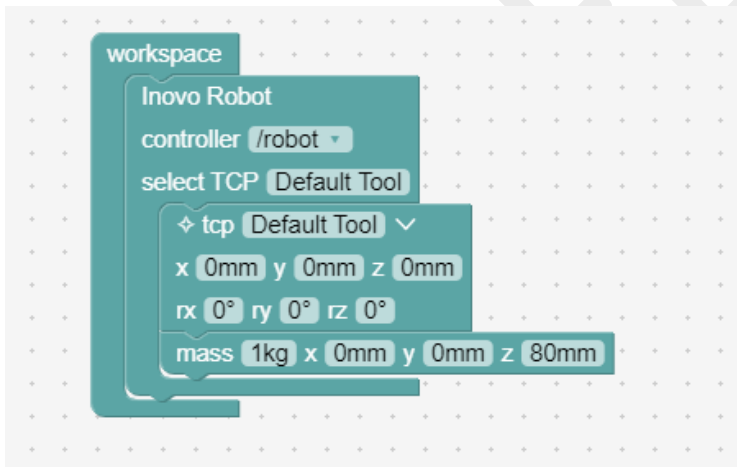 workspace
Inovo Robot
controller /robot
select TCP Default Tool
tcp Default Tool
x 0mm y 0mm z 0mm
rx 0° ry 0° rz 0°
mass 1kg x 0mm y 0mm z 80mm